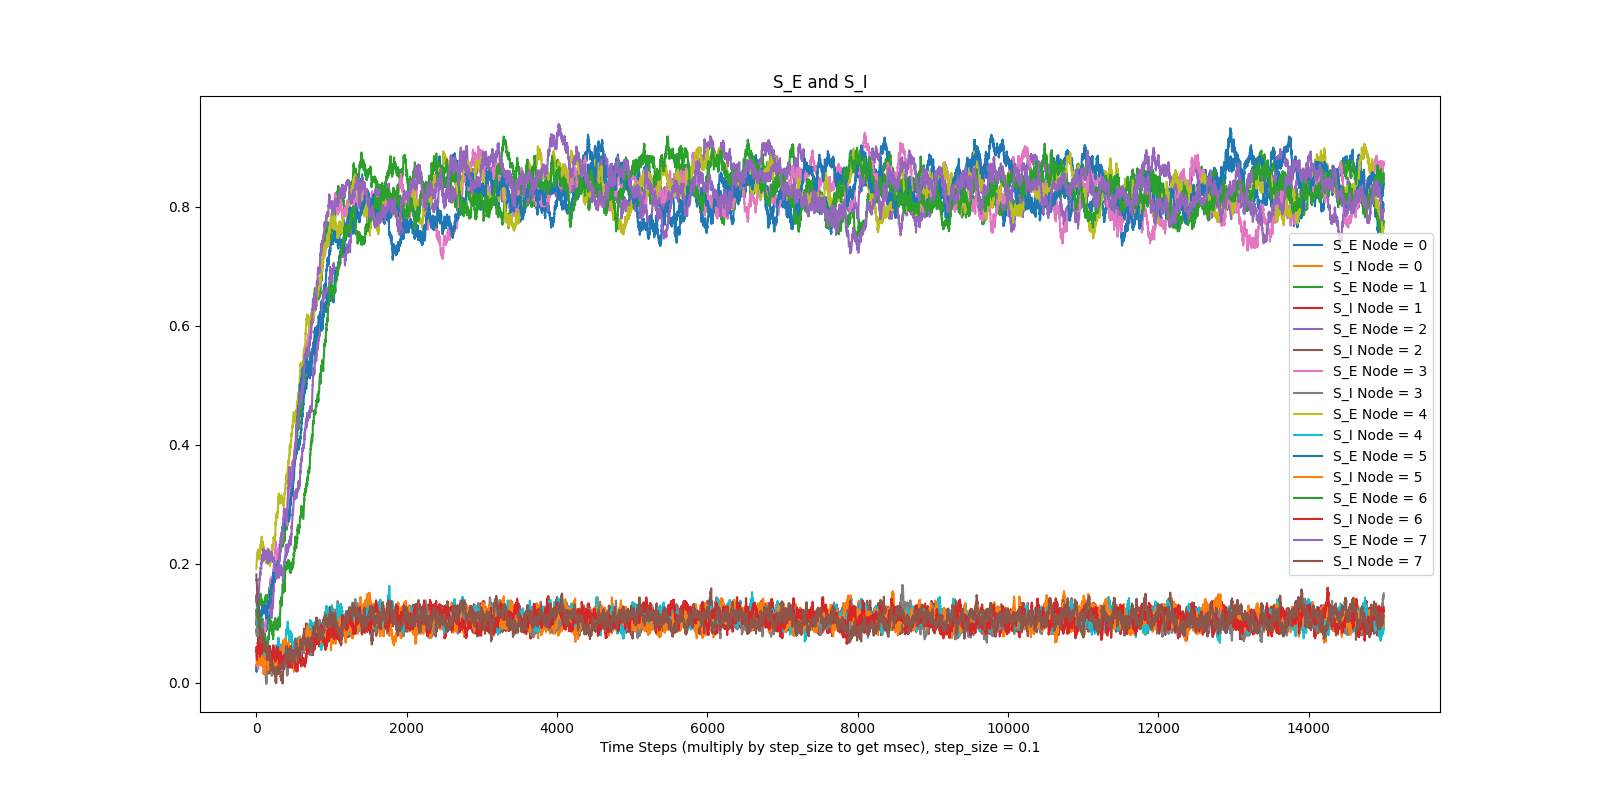 S_E and S_I
0.8
0.6
0.4
0.2
0.0
S_E Node = 0
S_I Node = 0
S_E Node = 1
S_I Node = 1
S_E Node = 2
S_I Node = 2
S_E Node = 3
S_I Node = 3
S_E Node = 4
S_I Node = 4
S_E Node = 5
S_I Node = 5
S_E Node = 6
S_I Node = 6
S_E Node = 7
S_I Node = 7
0 2000 4000 6000 8000 10000 12000 14000
Time Steps (multiply by step_size to get msec), step_size = 0.1